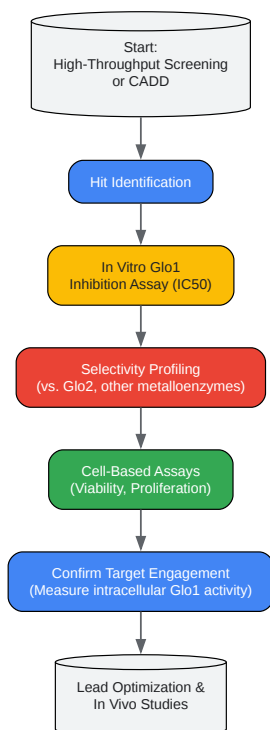 Start:
High-Throughput Screening
or CADD
Hit Identification
In Vitro Glo1
Inhibition Assay (IC50)
Selectivity Profiling
(vs. Glo2, other metalloenzymes)
Cell-Based Assays
(Viability, Proliferation)
Confirm Target Engagement
(Measure intracellular Glo1 activity)
Lead Optimization &
In Vivo Studies